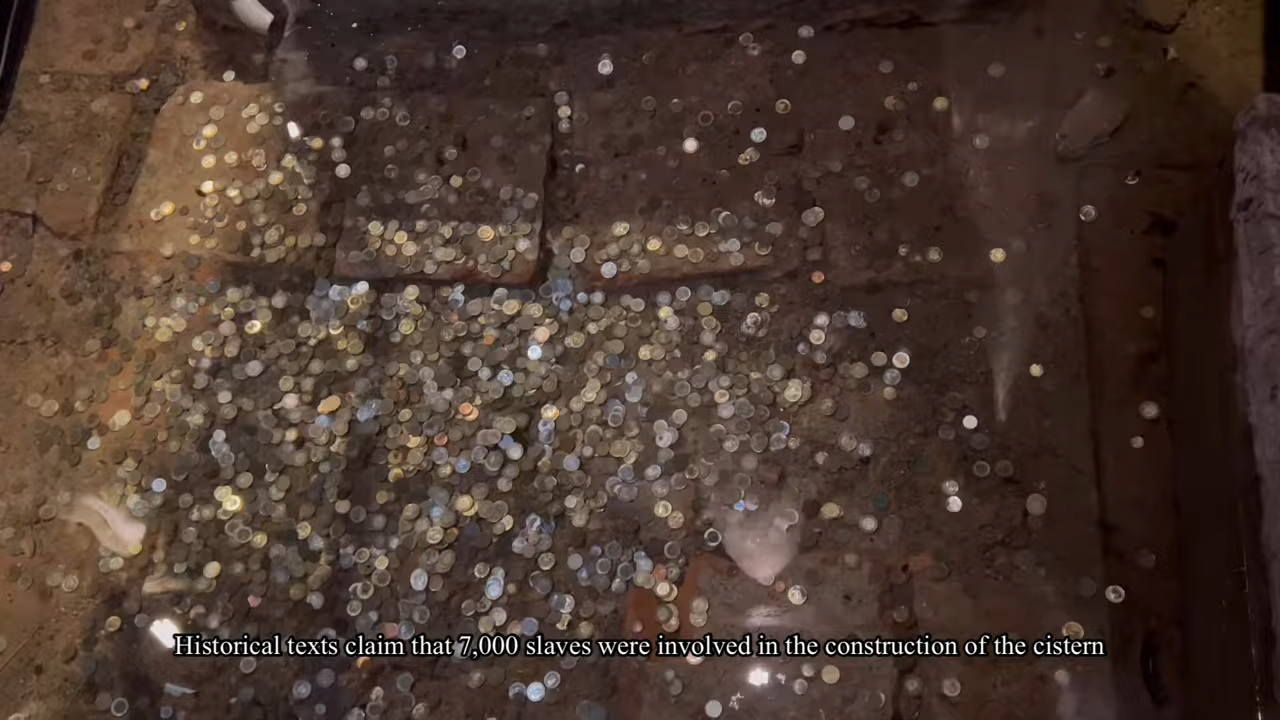 Historical texts claim that 7,000 slaves were involved in the construction of the cistern